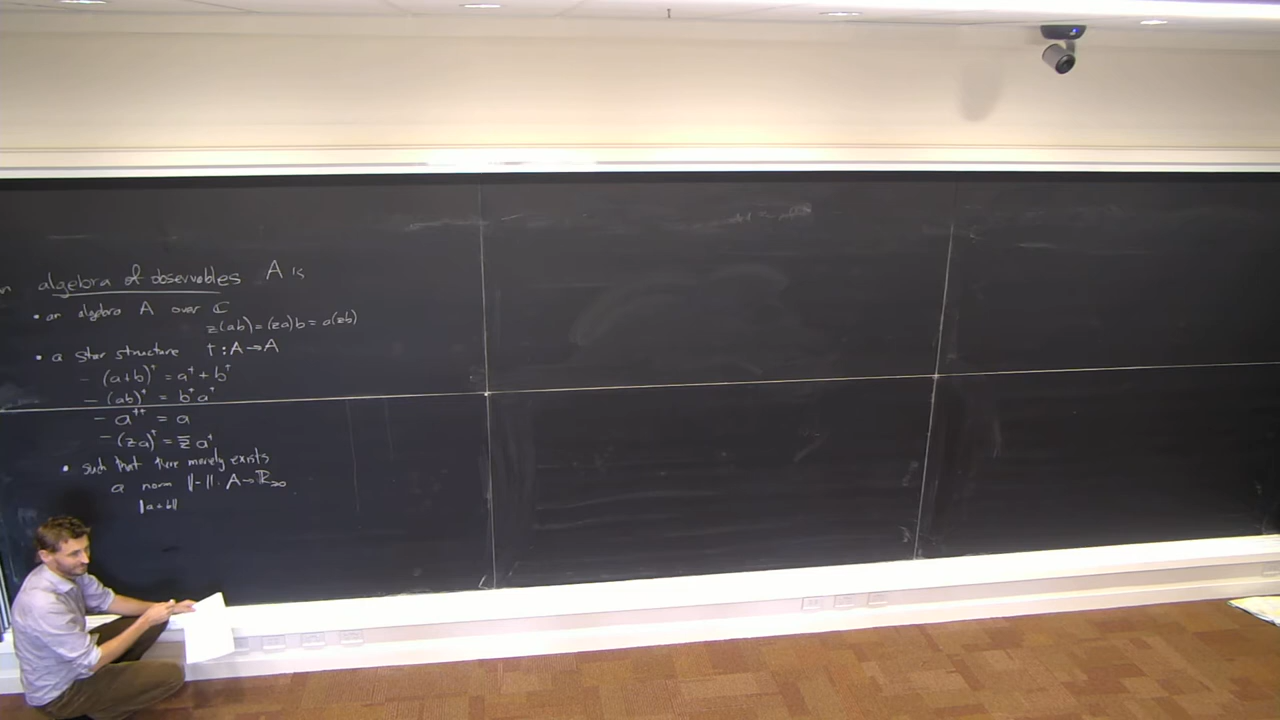 n algebra of observables A is
• an algebra A over ℂ
z(ab) = (za)b = a(zb)
• a star structure † : A → A
- (a+b)† = a† + b†
- (ab)† = b† a†
- a†† = a
- (za)† = z̄ a†
• such that there merely exists
a norm ‖-‖ : A → ℝ≥0
‖a+b‖